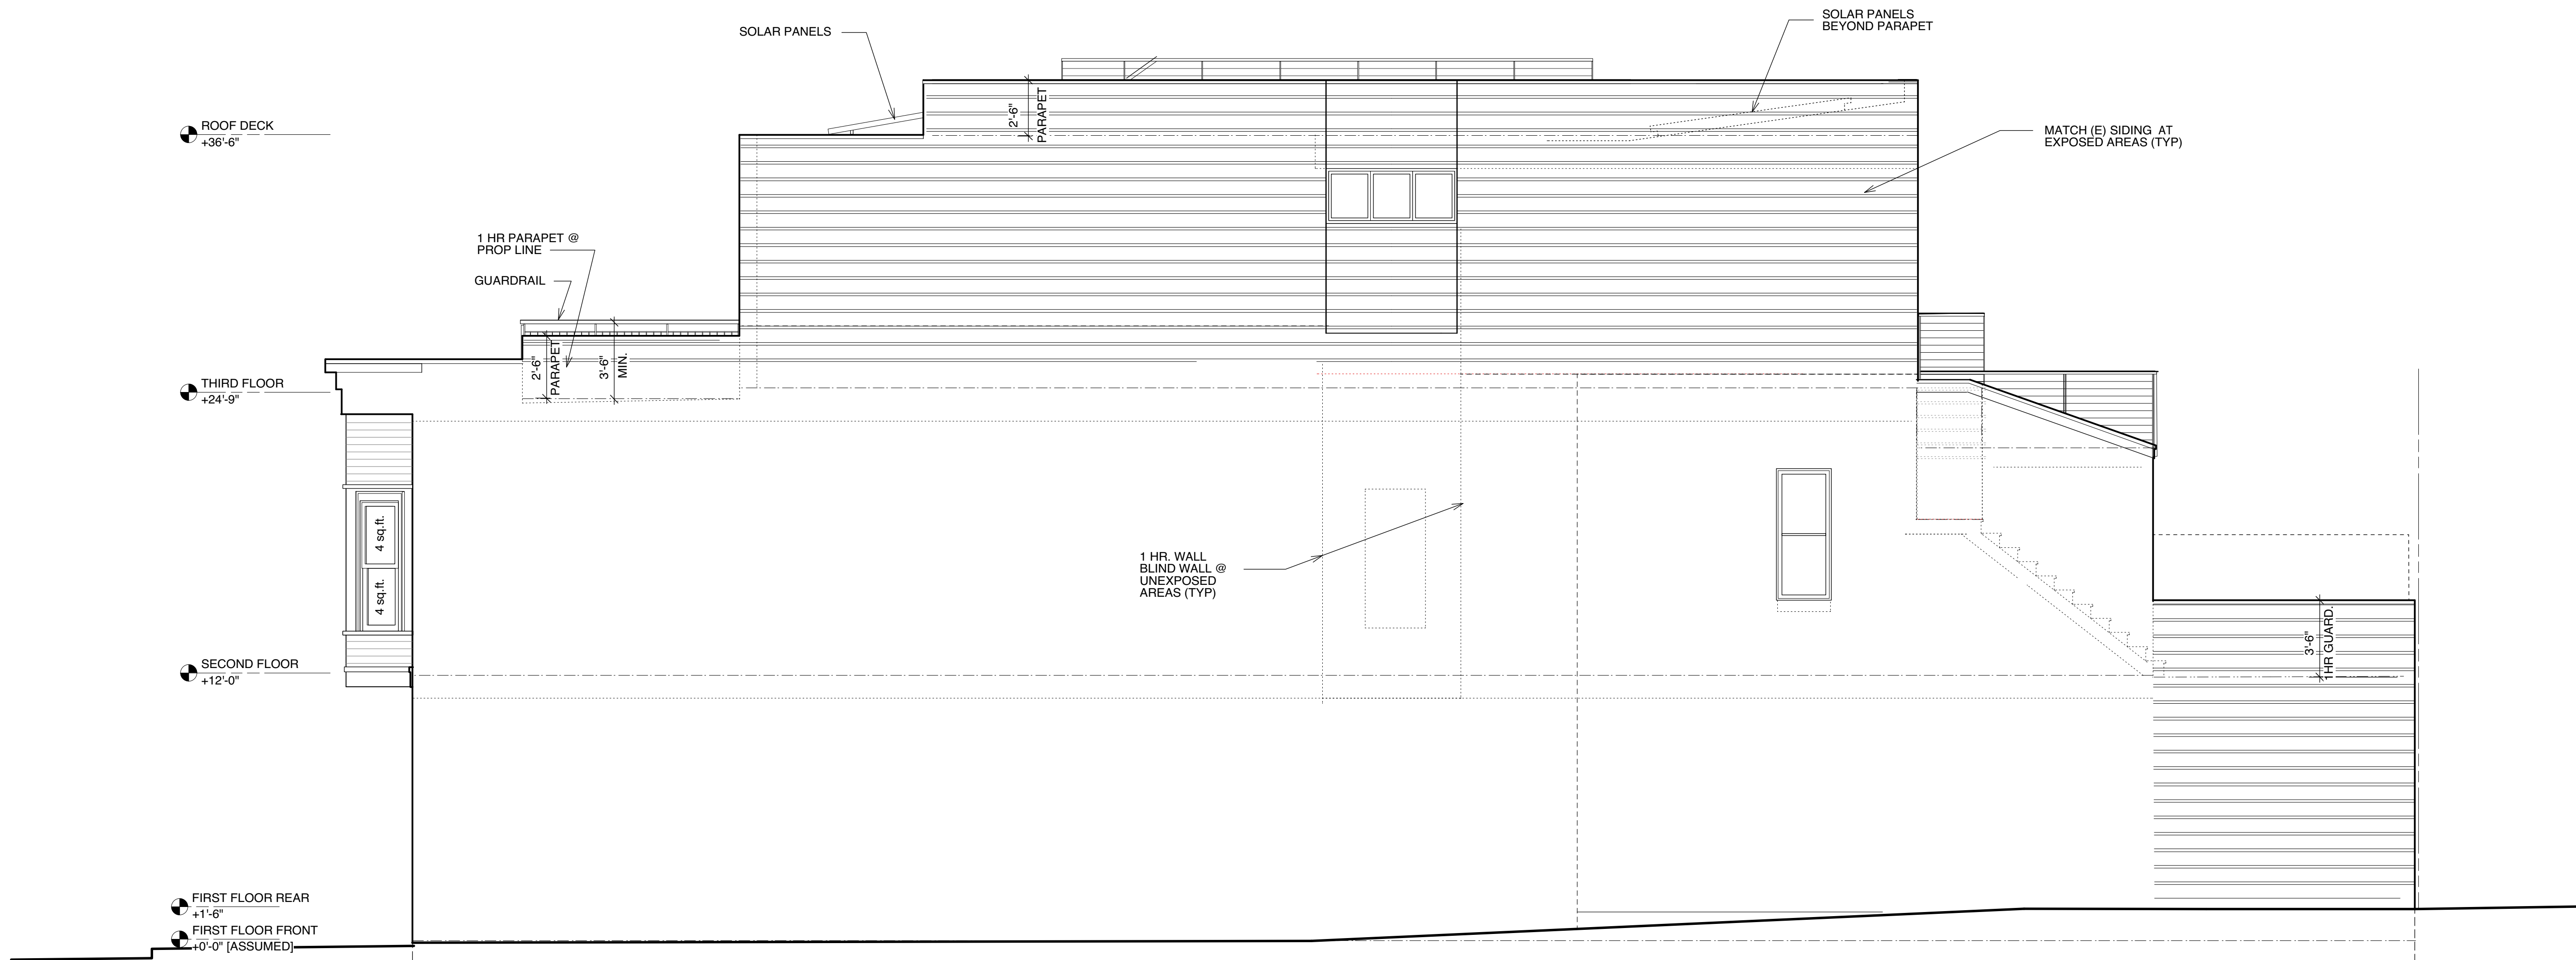 SOLAR PANELS
SOLAR PANELS
BEYOND PARAPET
ROOF DECK
+36'-6"
2'-6"
PARAPET
MATCH (E) SIDING AT
EXPOSED AREAS (TYP)
1 HR PARAPET @
PROP LINE
GUARDRAIL
2'-6"
PARAPET
3'-6"
MIN.
THIRD FLOOR
+24'-9"
4 sq.ft.
4 sq.ft.
1 HR. WALL
BLIND WALL @
UNEXPOSED
AREAS (TYP)
3'-6"
1HR GUARD.
SECOND FLOOR
+12'-0"
FIRST FLOOR REAR
+1'-6"
FIRST FLOOR FRONT
+0'-0" [ASSUMED]